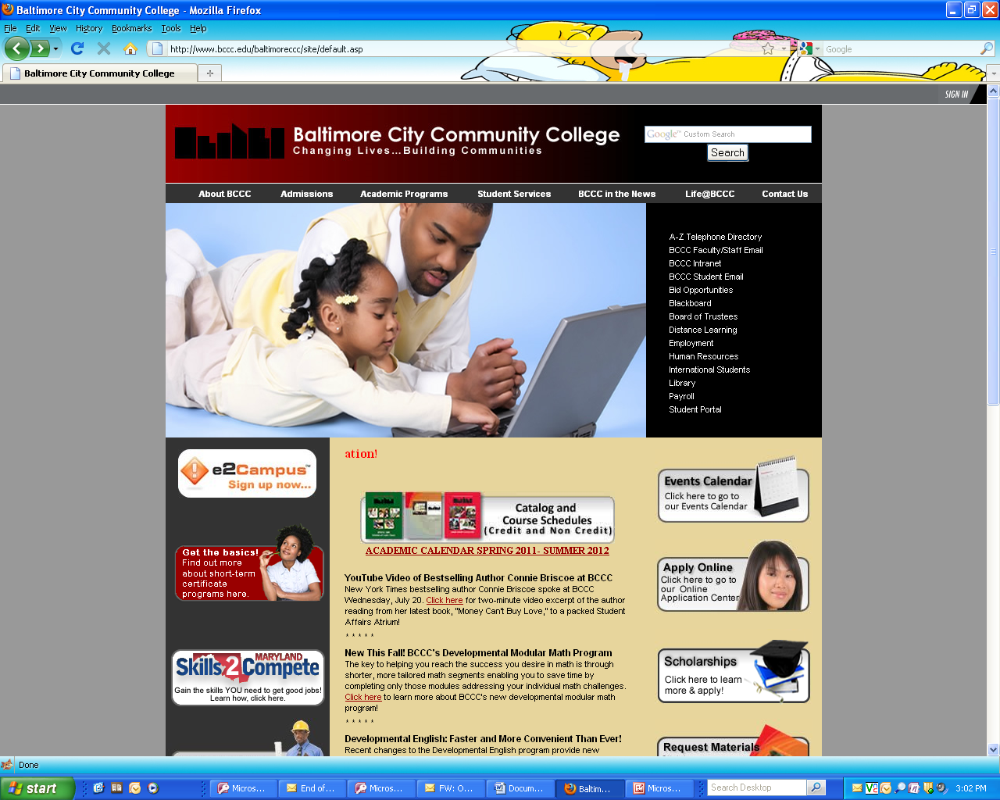 Baltimore City Community College - Mozilla Firefox
File Edit View History Bookmarks Tools Help
http://www.bccc.edu/baltimoreccc/site/default.asp
Google
Baltimore City Community College
SIGN IN
Baltimore City Community College
Changing Lives...Building Communities
Google™ Custom Search
Search
About BCCC Admissions Academic Programs Student Services BCCC in the News Life@BCCC Contact Us
A-Z Telephone Directory
BCCC Faculty/Staff Email
BCCC Intranet
BCCC Student Email
Bid Opportunities
Blackboard
Board of Trustees
Distance Learning
Employment
Human Resources
International Students
Library
Payroll
Student Portal
e2Campus™
Sign up now...
Get the basics!
Find out more
about short-term
certificate
programs here.
MARYLAND
Skills2Compete
Gain the skills YOU need to get good jobs!
Learn how, click here.
ation!
Catalog and
Course Schedules
(Credit and Non Credit)
ACADEMIC CALENDAR SPRING 2011- SUMMER 2012
YouTube Video of Bestselling Author Connie Briscoe at BCCC
New York Times bestselling author Connie Briscoe spoke at BCCC
Wednesday, July 20. Click here for two-minute video excerpt of the author
reading from her latest book, "Money Can't Buy Love," to a packed Student
Affairs Atrium!
* * * * *
New This Fall! BCCC's Developmental Modular Math Program
The key to helping you reach the success you desire in math is through
shorter, more tailored math segments enabling you to save time by
completing only those modules addressing your individual math challenges.
Click here to learn more about BCCC's new developmental modular math
program!
* * * * *
Developmental English: Faster and More Convenient Than Ever!
Recent changes to the Developmental English program provide new
Events Calendar
Click here to go to
our Events Calendar
Apply Online
Click here to go to
our Online
Application Center
Scholarships
Click here to learn
more & apply!
Request Materials
Done
start
Micros... End of... Micros... FW: O... Docum... Baltim... Micros...
Search Desktop
3:02 PM